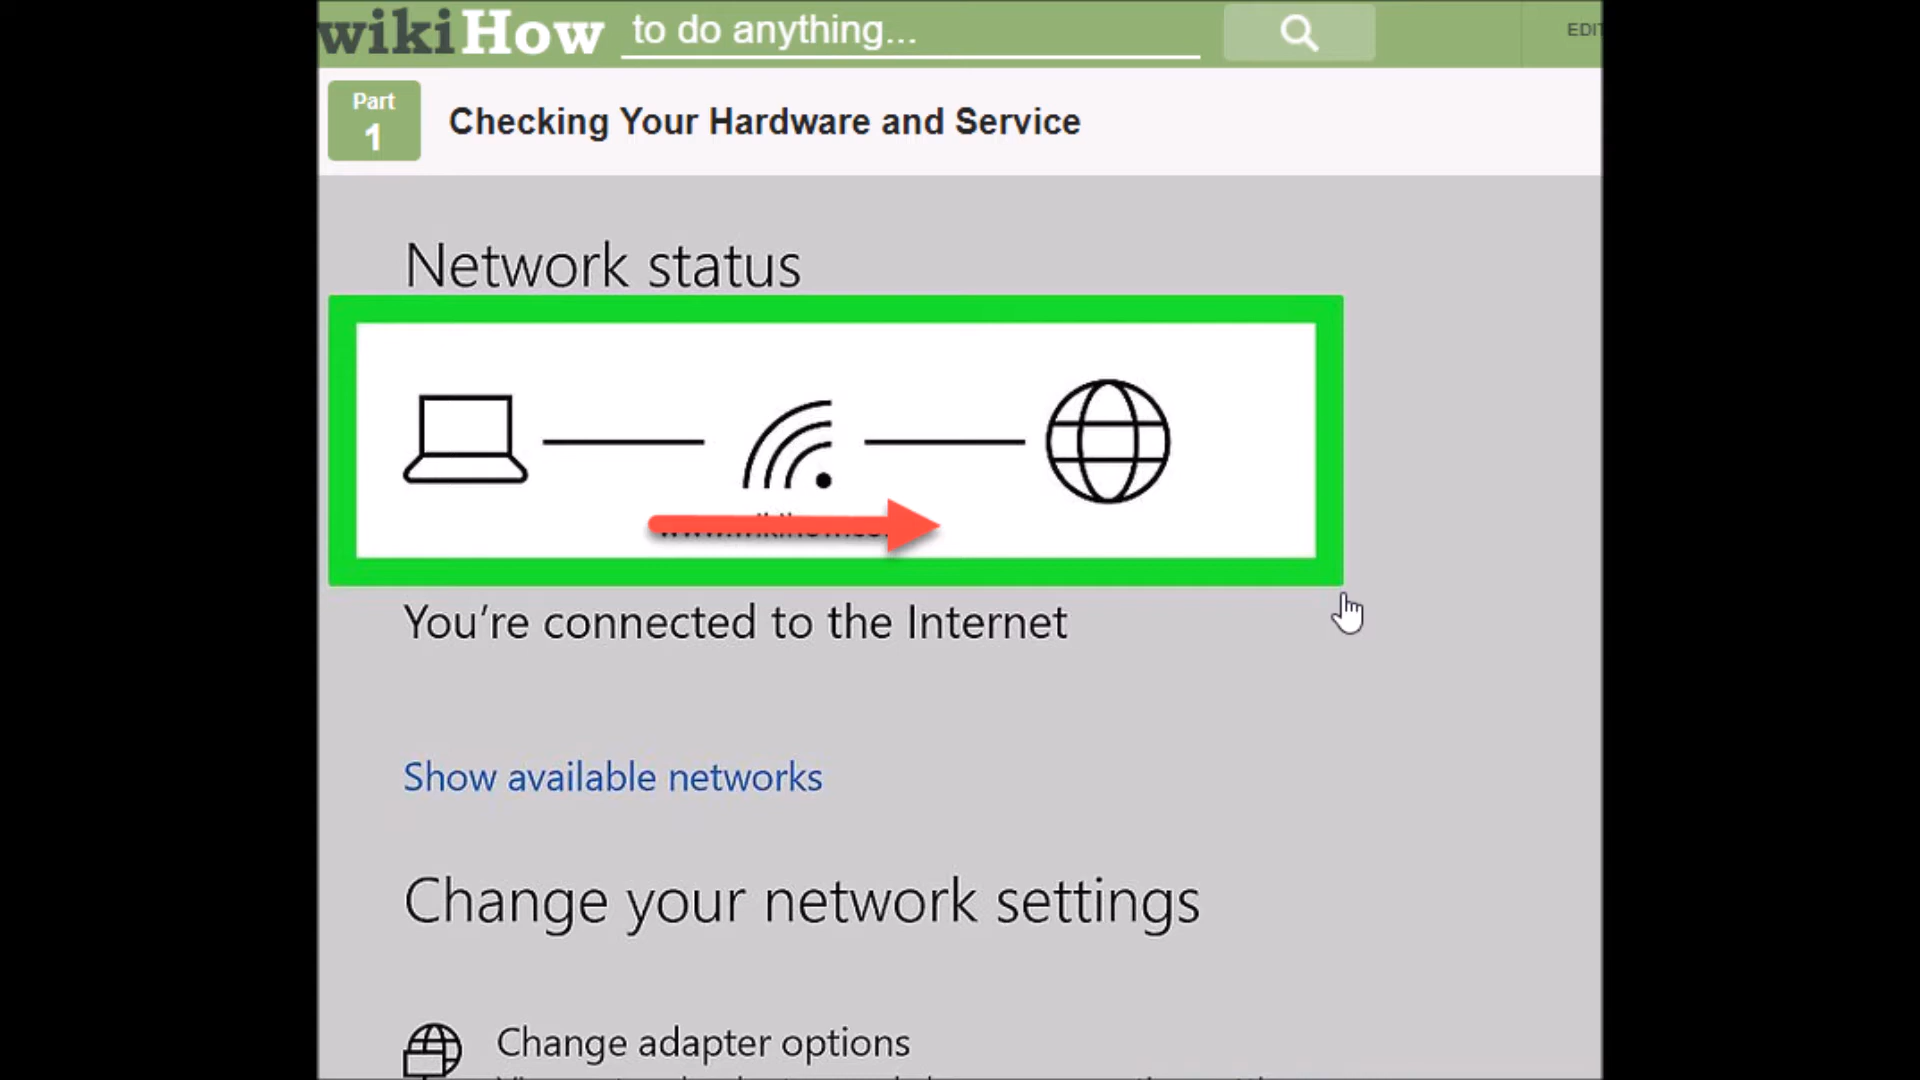 wikiHow to do anything...
EDIT
Part
1
Checking Your Hardware and Service
Network status
You’re connected to the Internet
Show available networks
Change your network settings
Change adapter options